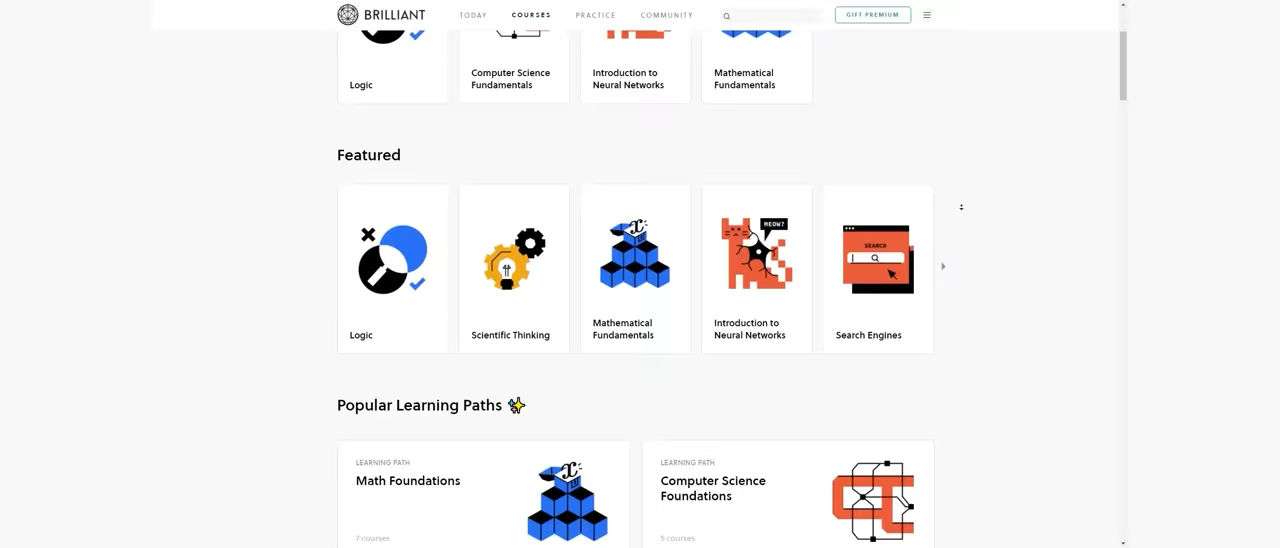 BRILLIANT TODAY COURSES PRACTICE COMMUNITY GIFT PREMIUM
Logic
Computer Science
Fundamentals
Introduction to
Neural Networks
Mathematical
Fundamentals
Featured
MEOW?
SEARCH
Logic
Scientific Thinking
Mathematical
Fundamentals
Introduction to
Neural Networks
Search Engines
Popular Learning Paths
LEARNING PATH
Math Foundations
7 courses
LEARNING PATH
Computer Science
Foundations
5 courses